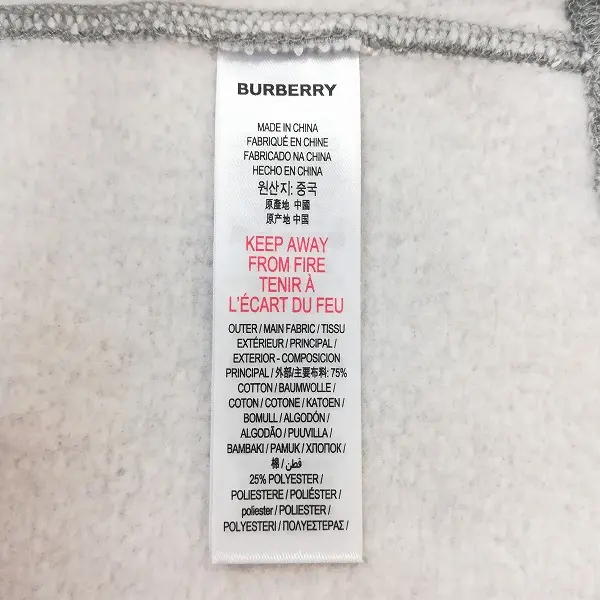 BURBERRY
MADE IN CHINA
FABRIQUÉ EN CHINE
FABRICADO NA CHINA
HECHO EN CHINA
원산지: 중국
原產地 中國
原产地 中国
KEEP AWAY
FROM FIRE
TENIR À
L'ÉCART DU FEU
OUTER / MAIN FABRIC / TISSU
EXTÉRIEUR / PRINCIPAL /
EXTERIOR - COMPOSICION
PRINCIPAL / 外部/主要布料: 75%
COTTON / BAUMWOLLE /
COTON / COTONE / KATOEN /
BOMULL / ALGODÓN /
ALGODÃO / PUUVILLA /
BAMBAKI / PAMUK / ХЛОПОК /
棉 / قطن /
25% POLYESTER /
POLIESTERE / POLIÉSTER /
poliester / POLIESTER /
POLYESTERI / ΠΟΛΥΕΣΤΕΡΑΣ /